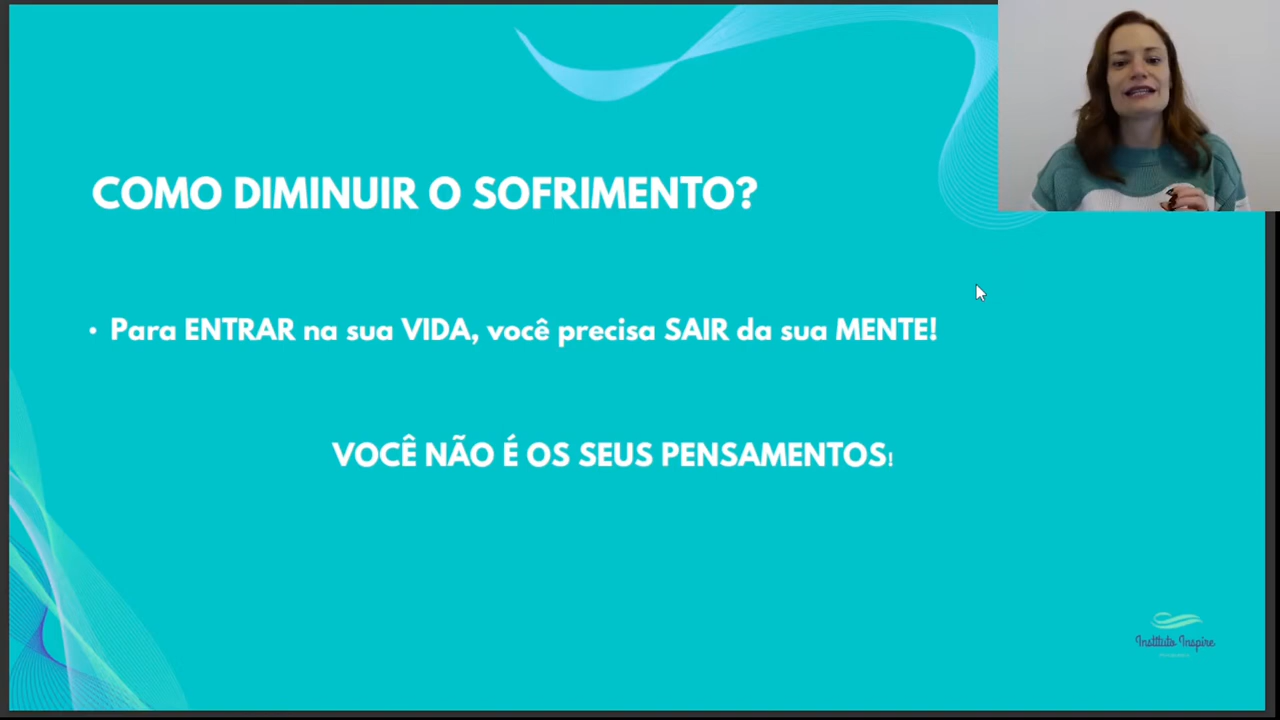 COMO DIMINUIR O SOFRIMENTO?
• Para ENTRAR na sua VIDA, você precisa SAIR da sua MENTE!
VOCÊ NÃO É OS SEUS PENSAMENTOS!
Instituto Inspire